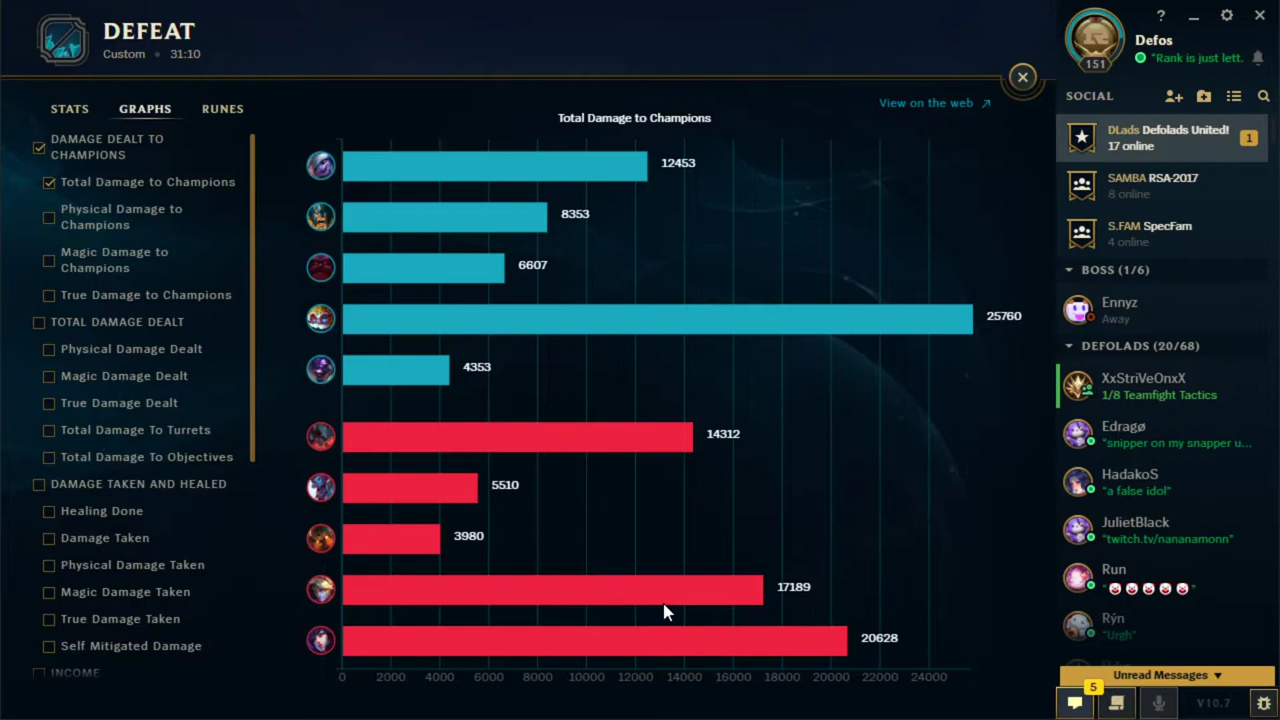 DEFEAT
Custom • 31:10
STATS GRAPHS RUNES
View on the web
DAMAGE DEALT TO
CHAMPIONS
Total Damage to Champions
Physical Damage to
Champions
Magic Damage to
Champions
True Damage to Champions
TOTAL DAMAGE DEALT
Physical Damage Dealt
Magic Damage Dealt
True Damage Dealt
Total Damage To Turrets
Total Damage To Objectives
DAMAGE TAKEN AND HEALED
Healing Done
Damage Taken
Physical Damage Taken
Magic Damage Taken
True Damage Taken
Self Mitigated Damage
INCOME
Total Damage to Champions
12453
8353
6607
25760
4353
14312
5510
3980
17189
20628
0 2000 4000 6000 8000 10000 12000 14000 16000 18000 20000 22000 24000
?
151
Defos
"Rank is just lett.
SOCIAL
DLads Defolads United!
17 online
1
SAMBA RSA-2017
8 online
S.FAM SpecFam
4 online
BOSS (1/6)
Ennyz
Away
DEFOLADS (20/68)
XxStriVeOnxX
1/8 Teamfight Tactics
Edragø
"snipper on my snapper u...
HadakoS
"a false idol"
JulietBlack
"twitch.tv/nananamonn"
Run
"🤡🤡🤡🤡🤡"
Rýn
"Urgh"
Unread Messages
5
V10.7